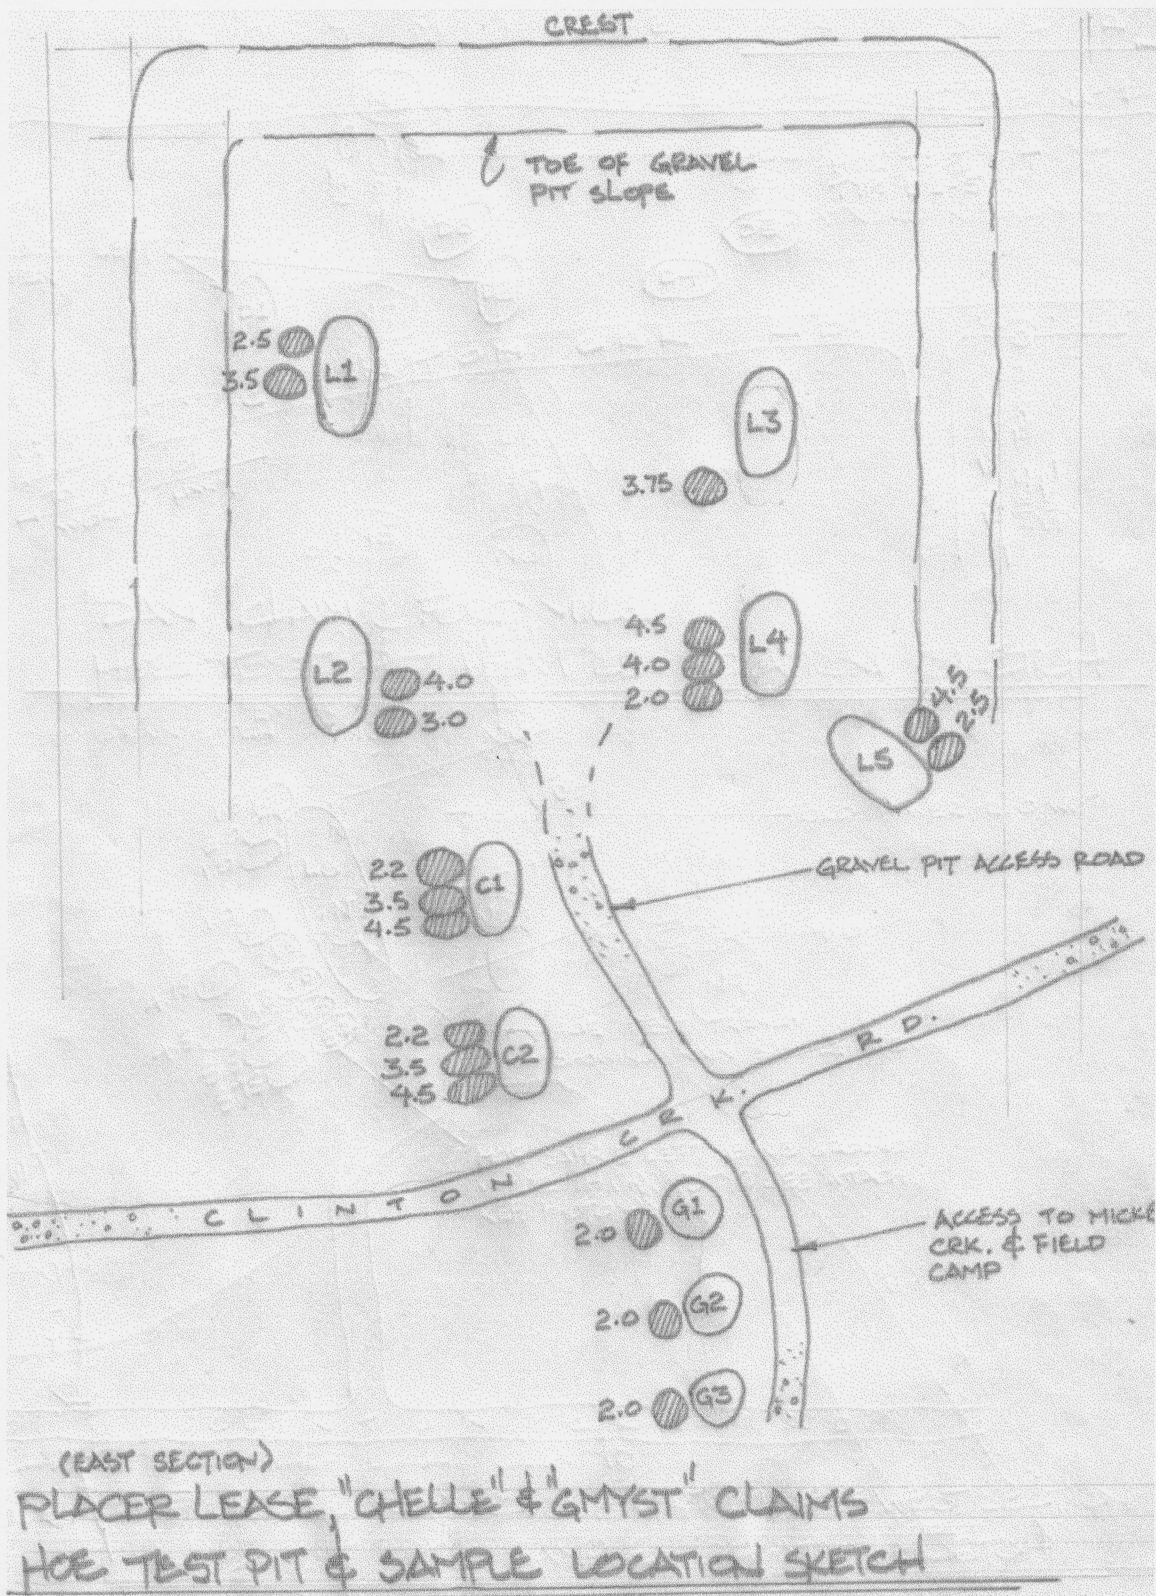 CREST
TOE OF GRAVEL
PIT SLOPE
2.5
3.5
L1
L3
3.75
L2
4.0
3.0
4.5
4.0
2.0
L4
4.5
2.5
L5
2.2
3.5
4.5
C1
GRAVEL PIT ACCESS ROAD
2.2
3.5
4.5
C2
CLINTON CRK. RD.
G1
2.0
ACCESS TO MICKE
CRK. & FIELD
CAMP
G2
2.0
G3
2.0
(EAST SECTION)
PLACER LEASE, "CHELLE" & "GMYST" CLAIMS
HOE TEST PIT & SAMPLE LOCATION SKETCH